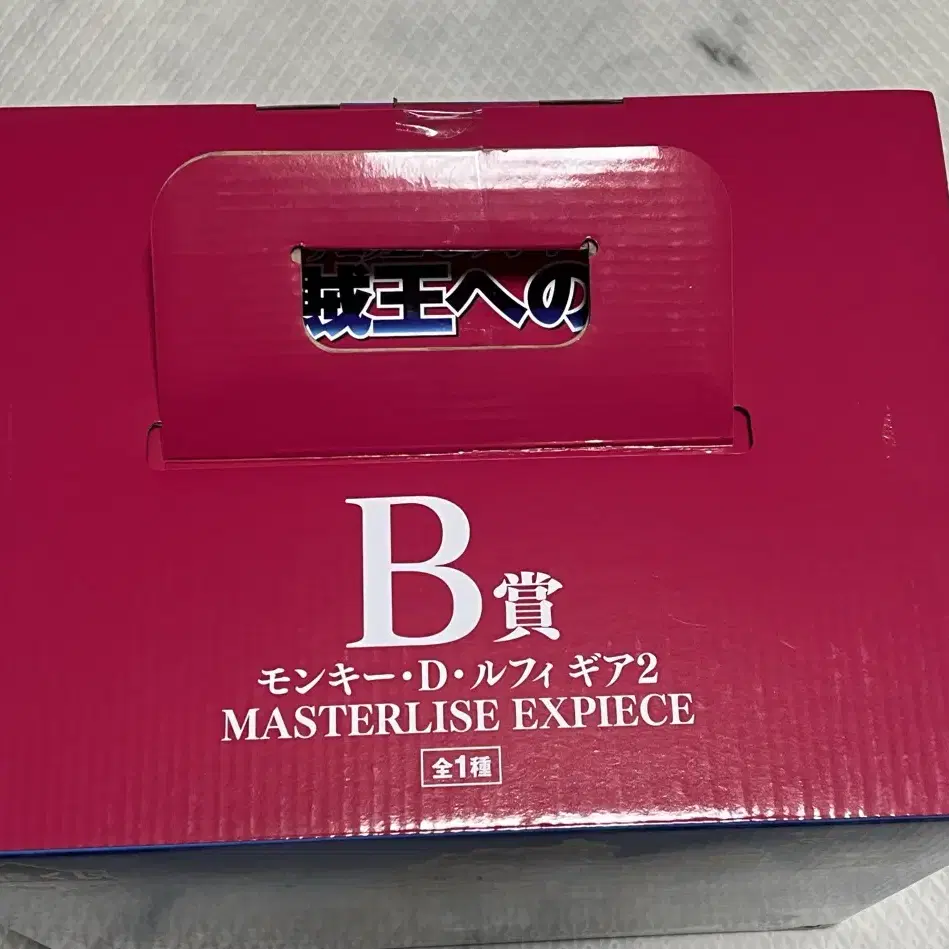 賊王への
B賞
モンキー・D・ルフィ ギア2
MASTERLISE EXPIECE
全1種